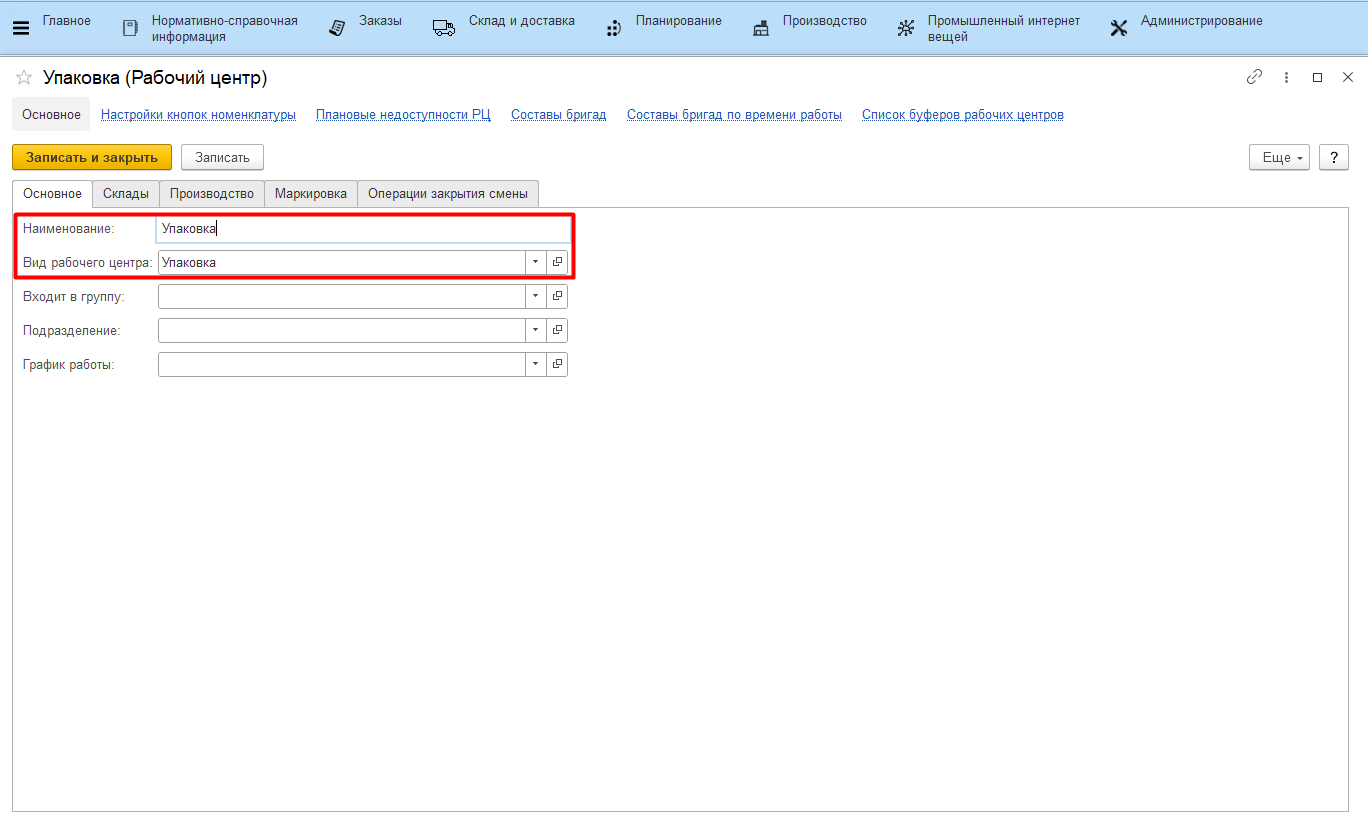 Главное
Нормативно-справочная
информация
Заказы
Склад и доставка
Планирование
Производство
Промышленный интернет
вещей
Администрирование
Упаковка (Рабочий центр)
Основное
Настройки кнопок номенклатуры
Плановые недоступности РЦ
Составы бригад
Составы бригад по времени работы
Список буферов рабочих центров
Записать и закрыть
Записать
Еще
?
Основное
Склады
Производство
Маркировка
Операции закрытия смены
Наименование:
Упаковка
Вид рабочего центра:
Упаковка
Входит в группу:
Подразделение:
График работы: